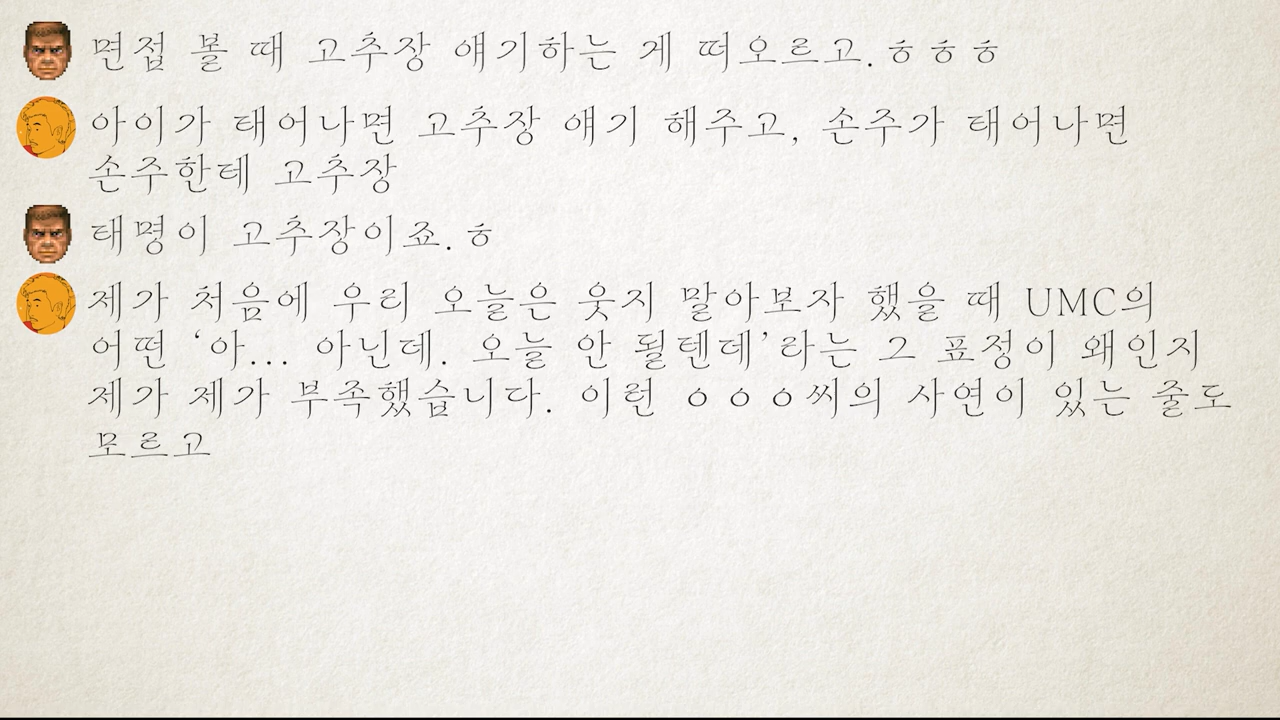 면접 볼 때 고추장 얘기하는 게 떠오르고.ㅎㅎㅎ
아이가 태어나면 고추장 얘기 해주고, 손주가 태어나면
손주한테 고추장
태명이 고추장이죠.ㅎ
제가 처음에 우리 오늘은 웃지 말아보자 했을 때 UMC의
어떤 ‘아... 아닌데. 오늘 안 될텐데’라는 그 표정이 왜인지
제가 제가 부족했습니다. 이런 ㅇㅇㅇ씨의 사연이 있는 줄도
모르고